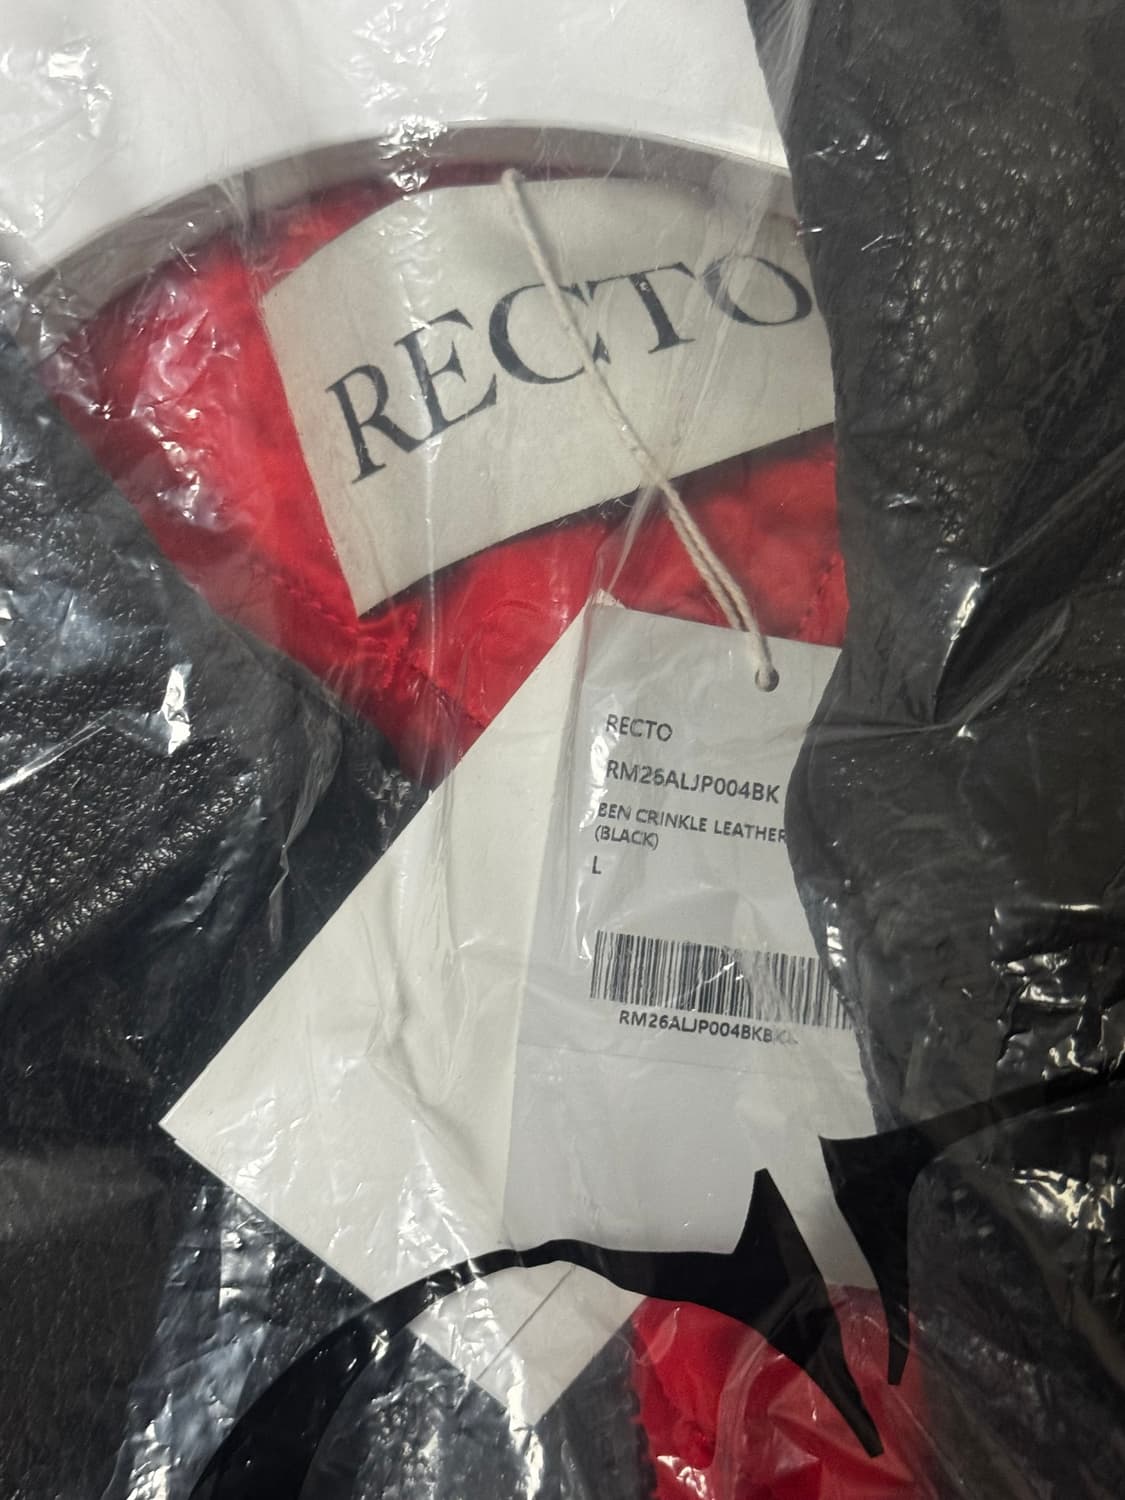 RECTO
RECTO
RM26ALJP004BK
BEN CRINKLE LEATHER
(BLACK)
L